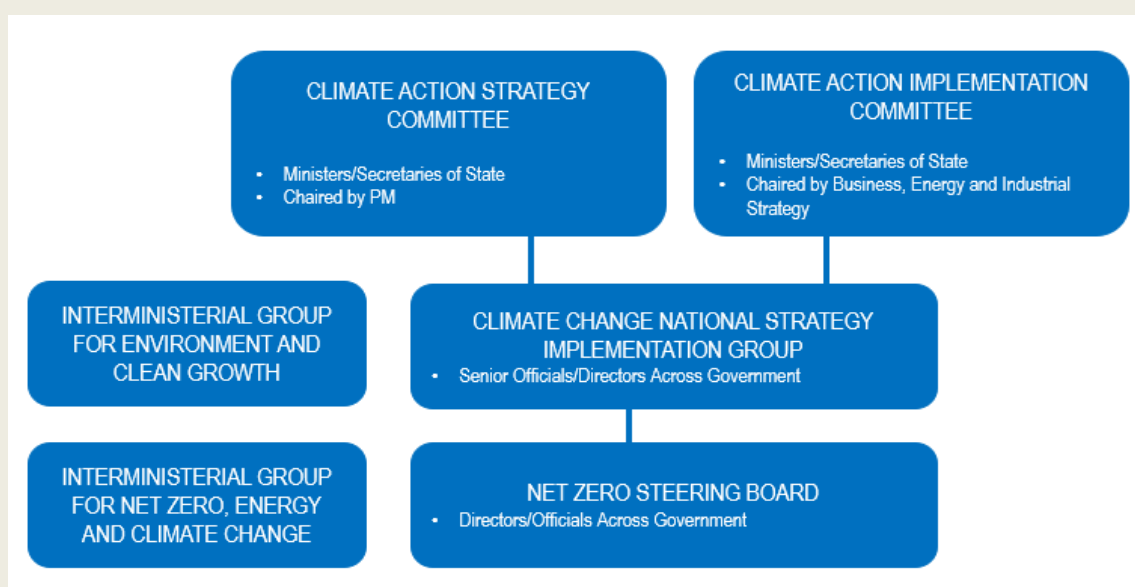 CLIMATE ACTION STRATEGY
COMMITTEE
• Ministers/Secretaries of State
• Chaired by PM
CLIMATE ACTION IMPLEMENTATION
COMMITTEE
• Ministers/Secretaries of State
• Chaired by Business, Energy and Industrial
Strategy
INTERMINISTERIAL GROUP
FOR ENVIRONMENT AND
CLEAN GROWTH
CLIMATE CHANGE NATIONAL STRATEGY
IMPLEMENTATION GROUP
• Senior Officials/Directors Across Government
INTERMINISTERIAL GROUP
FOR NET ZERO, ENERGY
AND CLIMATE CHANGE
NET ZERO STEERING BOARD
• Directors/Officials Across Government